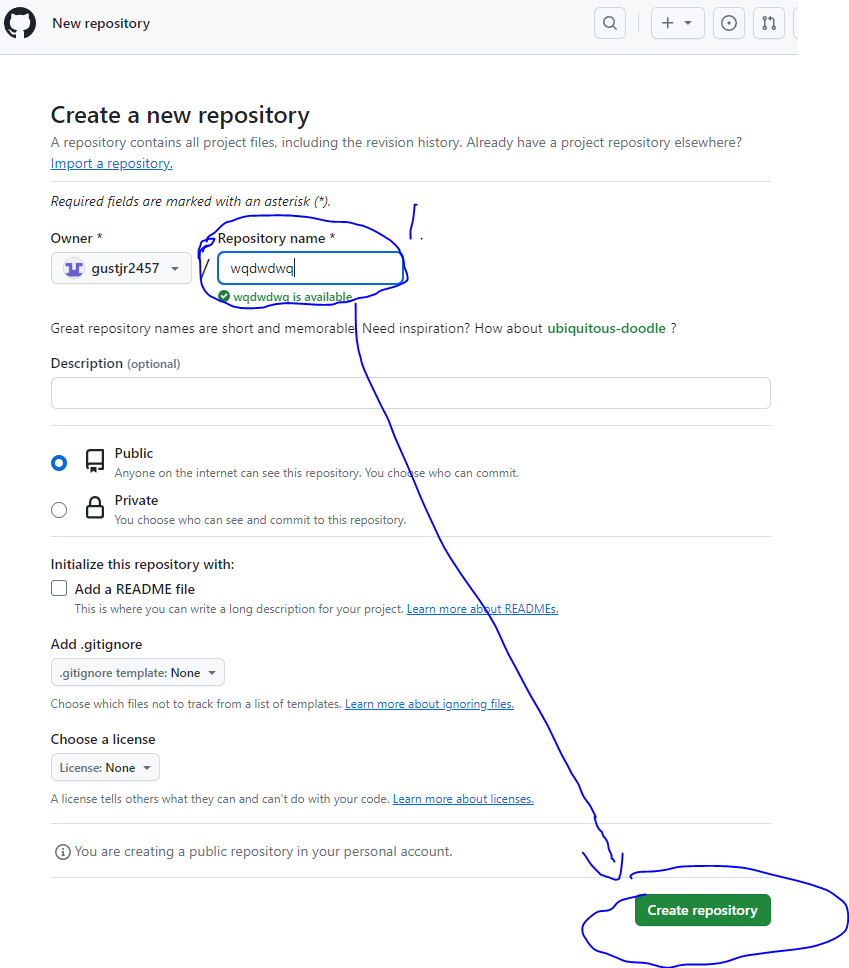 New repository
Create a new repository
A repository contains all project files, including the revision history. Already have a project repository elsewhere?
Import a repository.
Required fields are marked with an asterisk (*).
Owner * Repository name *
gustjr2457 / wqdwdwq
wqdwdwq is available.
Great repository names are short and memorable. Need inspiration? How about ubiquitous-doodle ?
Description (optional)
Public
Anyone on the internet can see this repository. You choose who can commit.
Private
You choose who can see and commit to this repository.
Initialize this repository with:
Add a README file
This is where you can write a long description for your project. Learn more about READMEs.
Add .gitignore
.gitignore template: None
Choose which files not to track from a list of templates. Learn more about ignoring files.
Choose a license
License: None
A license tells others what they can and can't do with your code. Learn more about licenses.
You are creating a public repository in your personal account.
Create repository